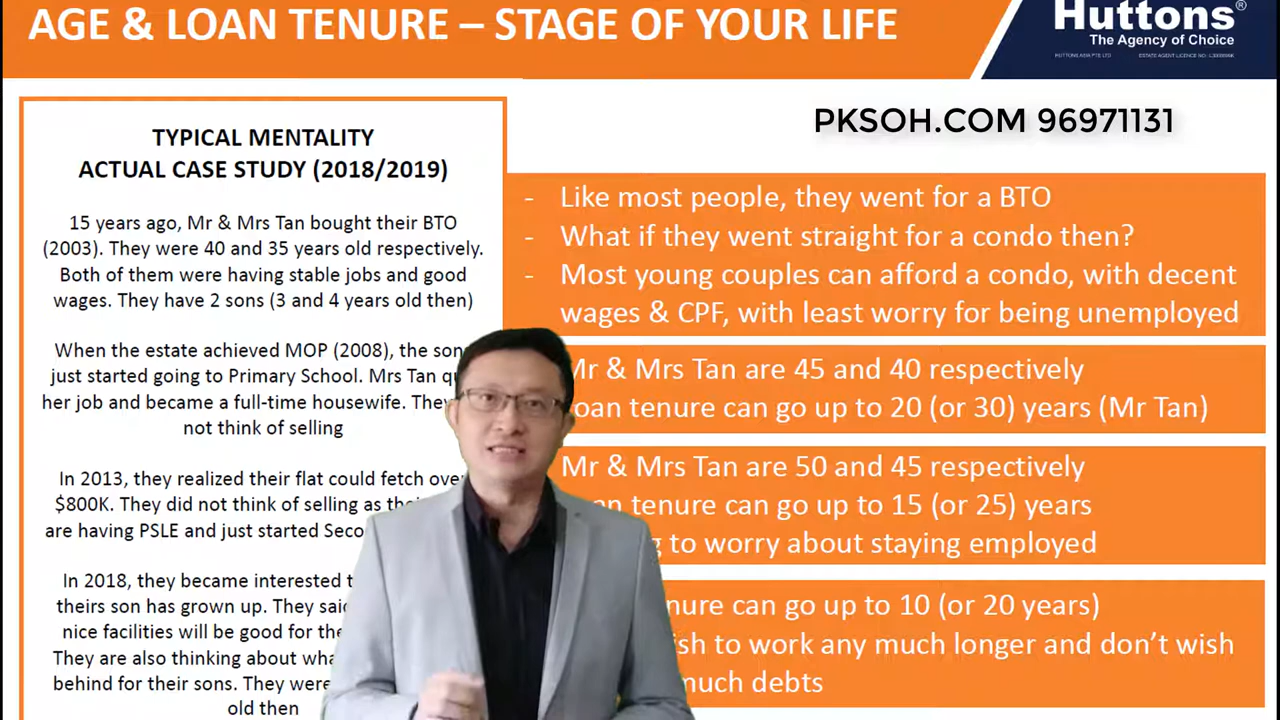 AGE & LOAN TENURE – STAGE OF YOUR LIFE
Huttons®
The Agency of Choice
HUTTONS ASIA PTE LTD ESTATE AGENT LICENCE NO:
PKSOH.COM 96971131
TYPICAL MENTALITY
ACTUAL CASE STUDY (2018/2019)
15 years ago, Mr & Mrs Tan bought their BTO
(2003). They were 40 and 35 years old respectively.
Both of them were having stable jobs and good
wages. They have 2 sons (3 and 4 years old then)
When the estate achieved MOP (2008), the
just started going to Primary School. Mrs Tan
her job and became a full-time housewife.
not think of selling
In 2013, they realized their flat could fetch
$800K. They did not think of selling as
are having PSLE and just started
In 2018, they became interested
theirs son has grown up. They
nice facilities will be good for
They are also thinking about
behind for their sons. They were
old then
- Like most people, they went for a BTO
- What if they went straight for a condo then?
- Most young couples can afford a condo, with decent
wages & CPF, with least worry for being unemployed
Mr & Mrs Tan are 45 and 40 respectively
tenure can go up to 20 (or 30) years (Mr Tan)
Mr & Mrs Tan are 50 and 45 respectively
tenure can go up to 15 (or 25) years
to worry about staying employed
can go up to 10 (or 20 years)
to work any much longer and don't wish
much debts